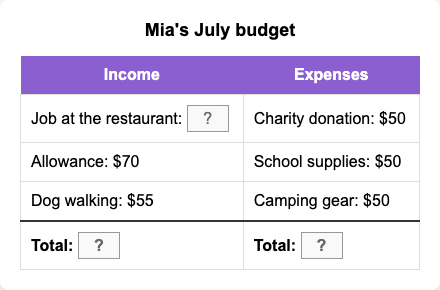 Mia's July budget
Income Expenses
Job at the restaurant: ? Charity donation: $50
Allowance: $70 School supplies: $50
Dog walking: $55 Camping gear: $50
Total: ? Total: ?